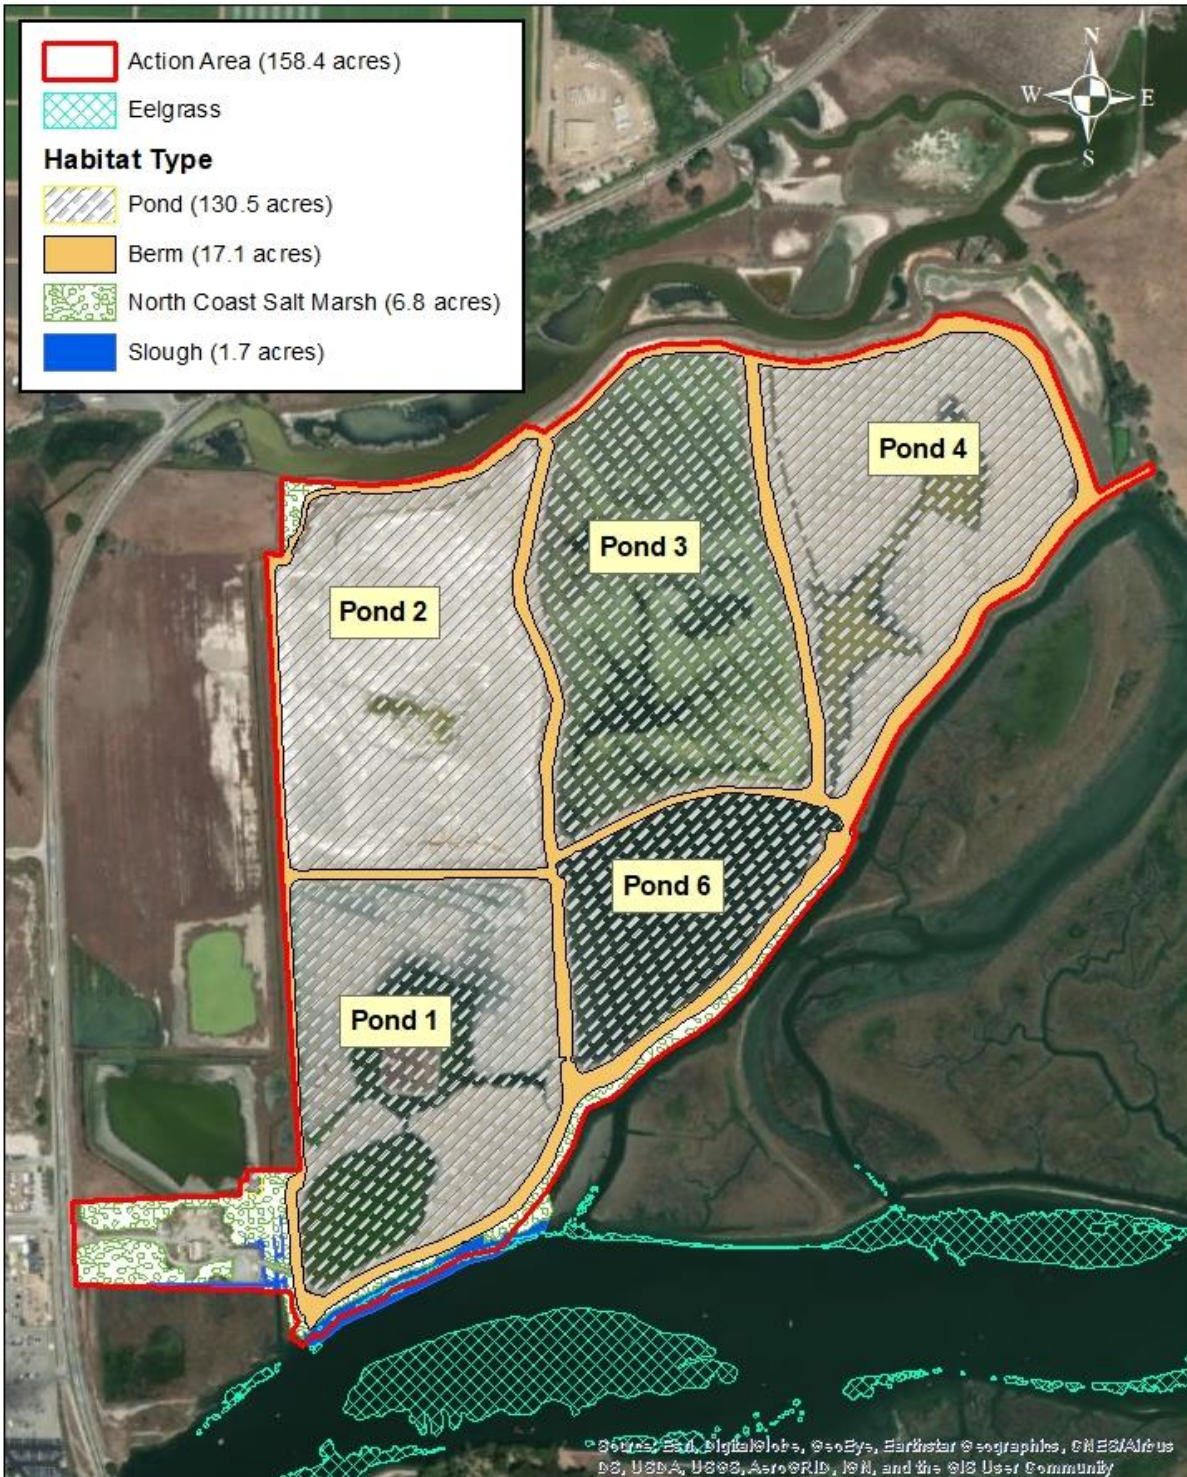 Action Area (158.4 acres)
Eelgrass
Habitat Type
Pond (130.5 acres)
Berm (17.1 acres)
North Coast Salt Marsh (6.8 acres)
Slough (1.7 acres)
N
W E
S
Pond 4
Pond 3
Pond 2
Pond 6
Pond 1
Source: Esri, DigitalGlobe, GeoEye, Earthstar Geographics, CNES/Airbus
DS, USDA, USGS, AeroGRID, IGN, and the GIS User Community